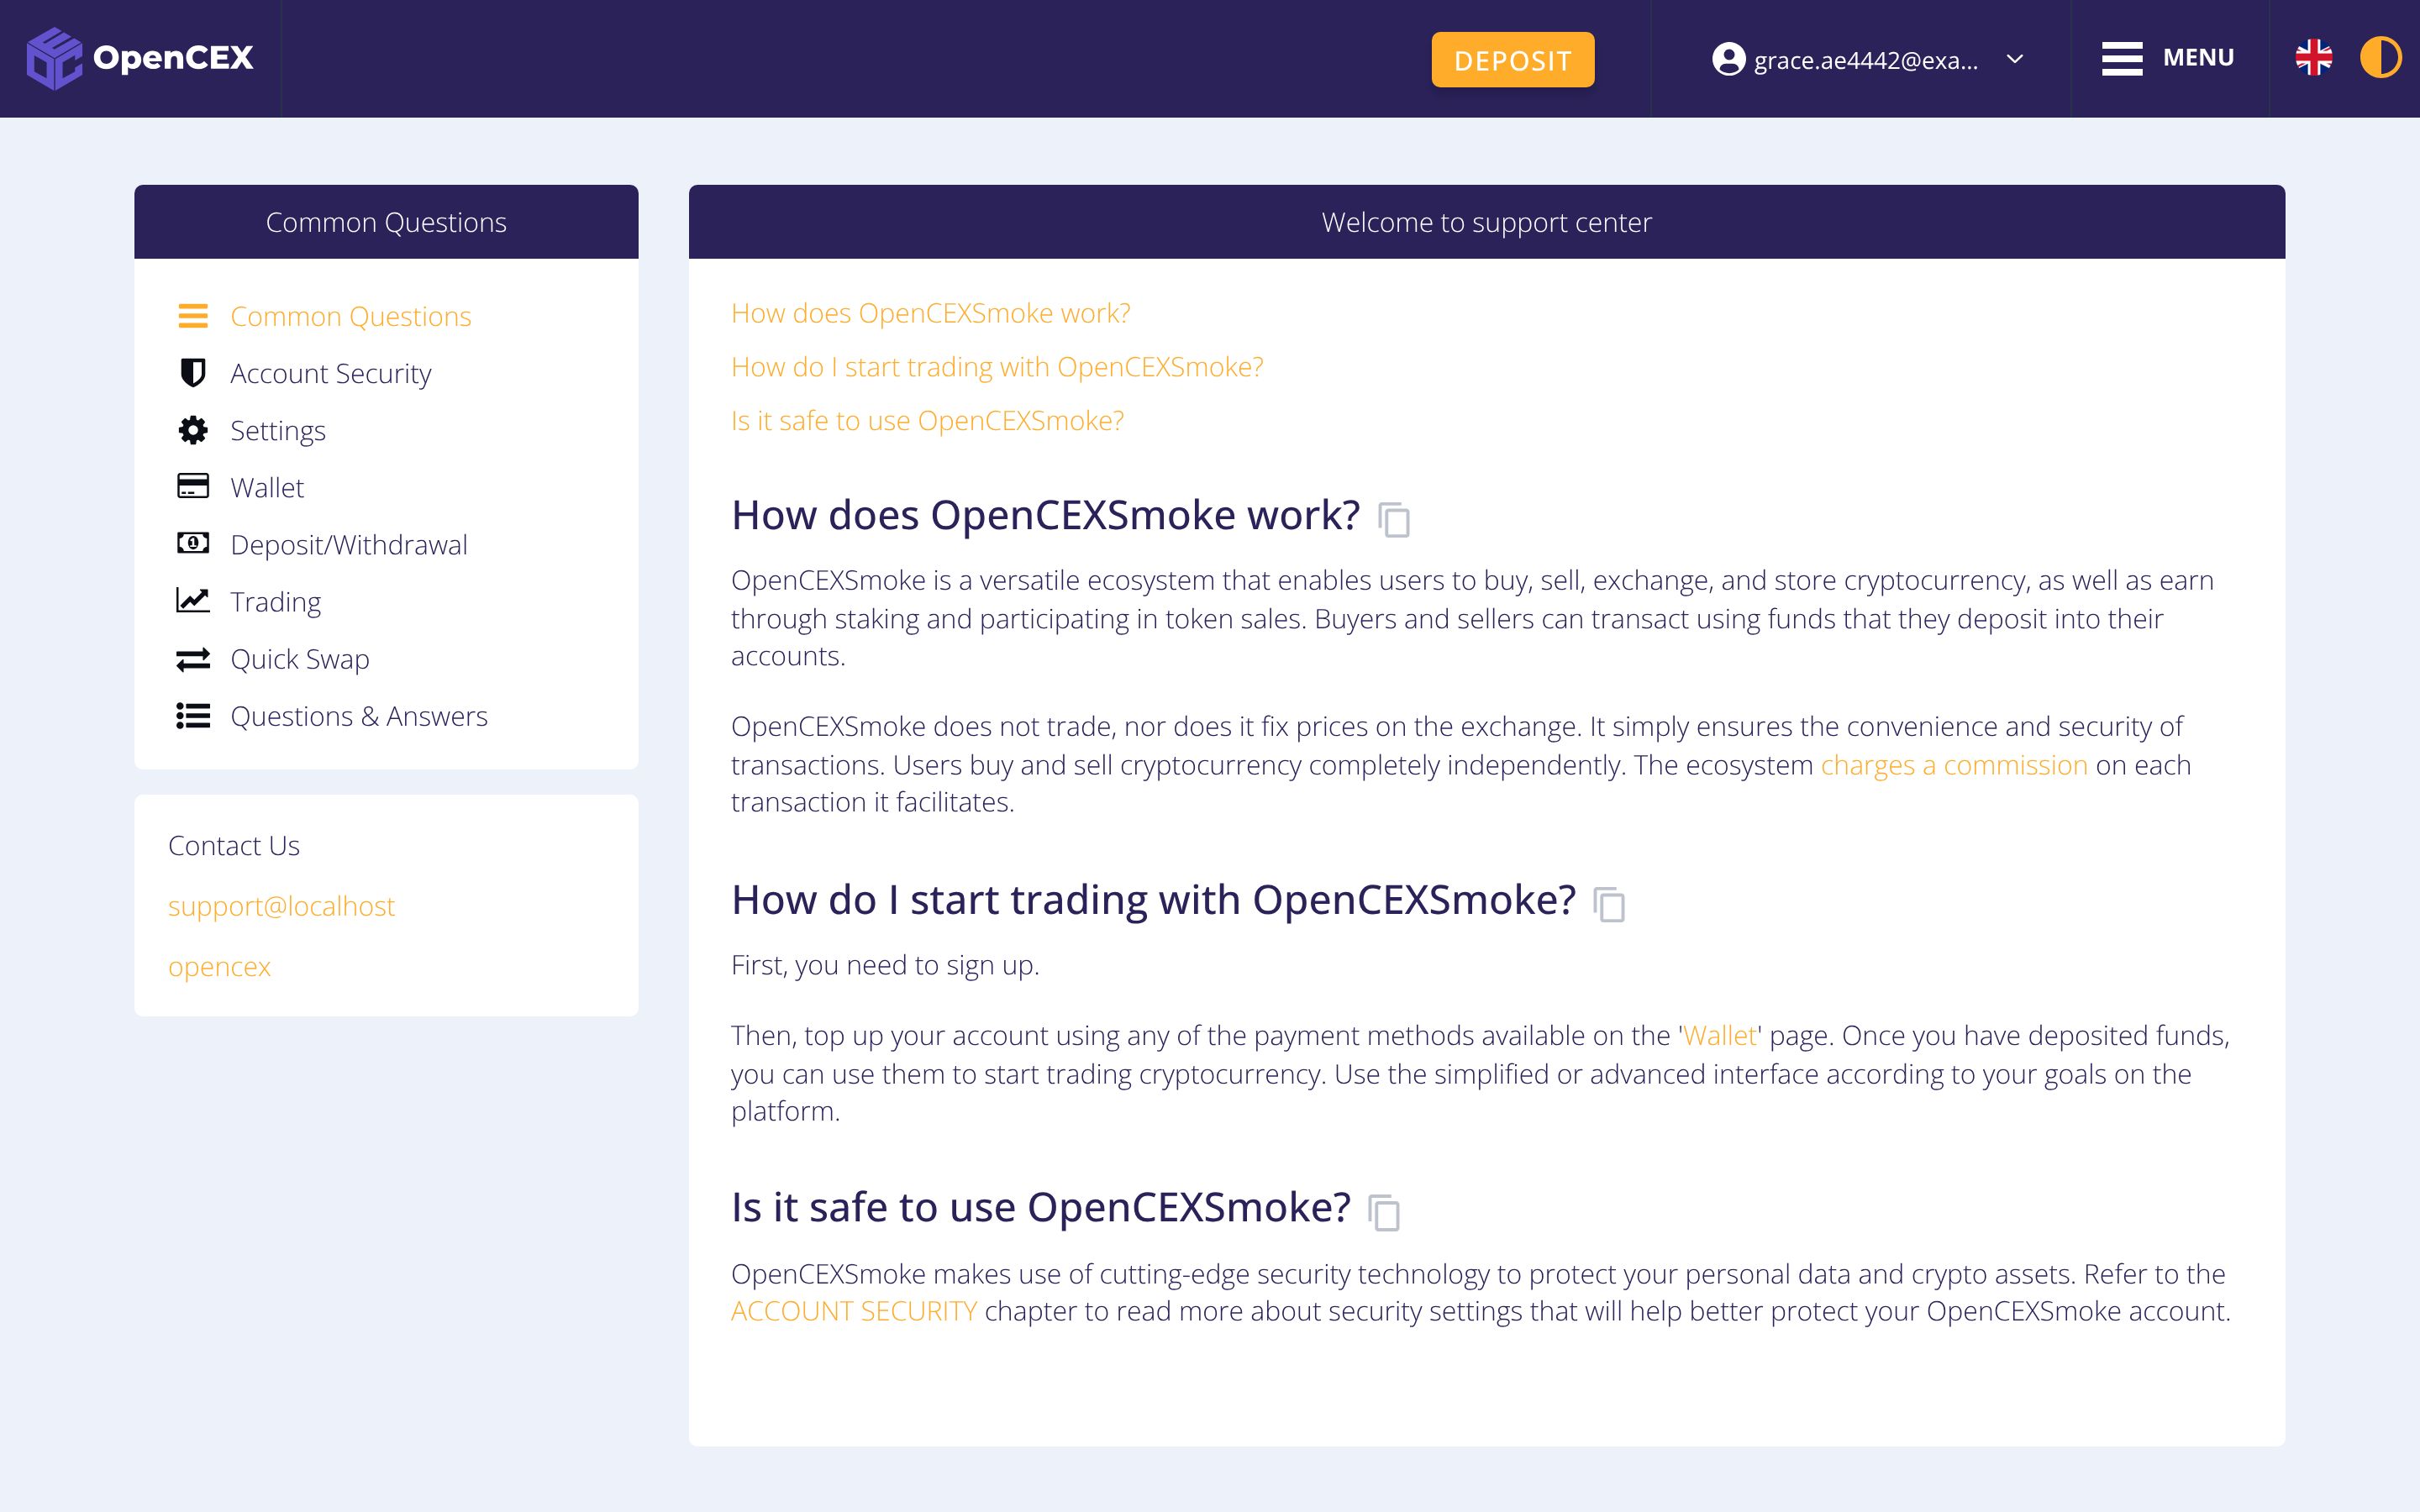 OpenCEX
DEPOSIT
grace.ae4442@exa...
MENU
Common Questions
Common Questions
Account Security
Settings
Wallet
Deposit/Withdrawal
Trading
Quick Swap
Questions & Answers
Contact Us
support@localhost
opencex
Welcome to support center
How does OpenCEXSmoke work?
How do I start trading with OpenCEXSmoke?
Is it safe to use OpenCEXSmoke?
How does OpenCEXSmoke work?
OpenCEXSmoke is a versatile ecosystem that enables users to buy, sell, exchange, and store cryptocurrency, as well as earn
through staking and participating in token sales. Buyers and sellers can transact using funds that they deposit into their
accounts.
OpenCEXSmoke does not trade, nor does it fix prices on the exchange. It simply ensures the convenience and security of
transactions. Users buy and sell cryptocurrency completely independently. The ecosystem charges a commission on each
transaction it facilitates.
How do I start trading with OpenCEXSmoke?
First, you need to sign up.
Then, top up your account using any of the payment methods available on the 'Wallet' page. Once you have deposited funds,
you can use them to start trading cryptocurrency. Use the simplified or advanced interface according to your goals on the
platform.
Is it safe to use OpenCEXSmoke?
OpenCEXSmoke makes use of cutting-edge security technology to protect your personal data and crypto assets. Refer to the
ACCOUNT SECURITY chapter to read more about security settings that will help better protect your OpenCEXSmoke account.